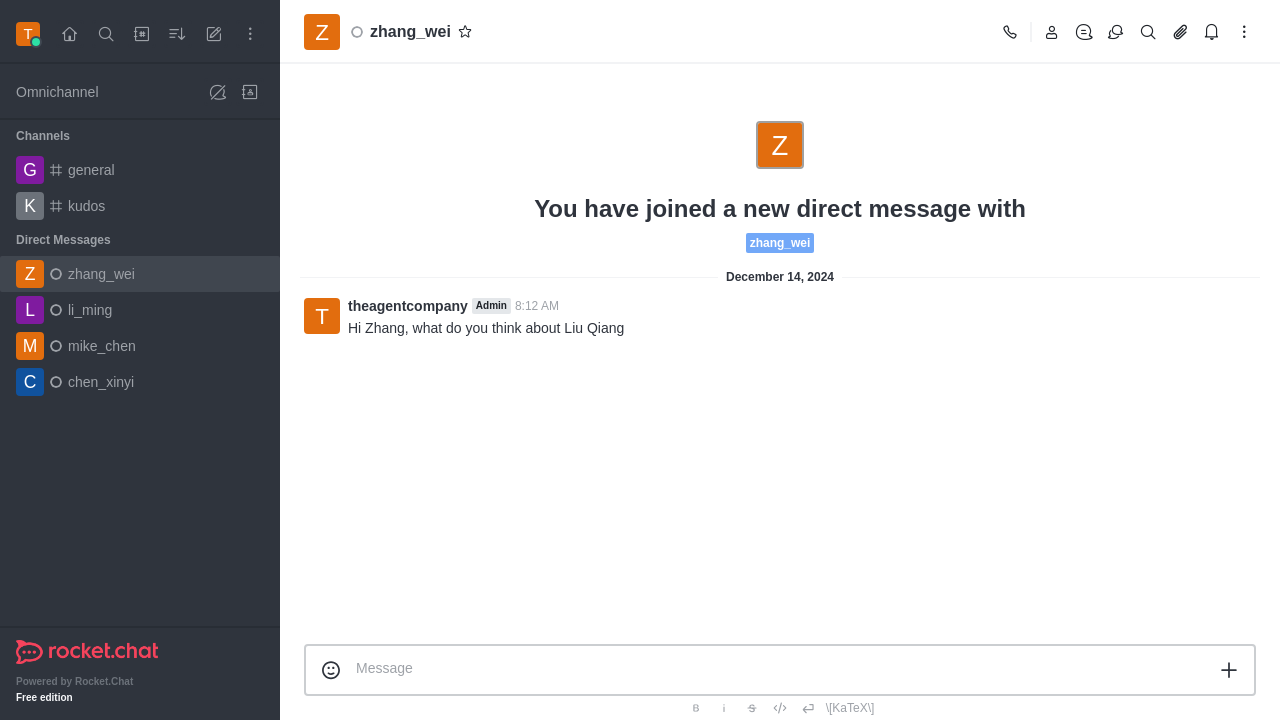 T
Omnichannel
Channels
G general
K kudos
Direct Messages
Z zhang_wei
L li_ming
M mike_chen
C chen_xinyi
rocket.chat
Powered by Rocket.Chat
Free edition
Z zhang_wei
Z
You have joined a new direct message with
zhang_wei
December 14, 2024
T theagentcompany Admin 8:12 AM
Hi Zhang, what do you think about Liu Qiang
Message
B i S </> \[KaTeX\]